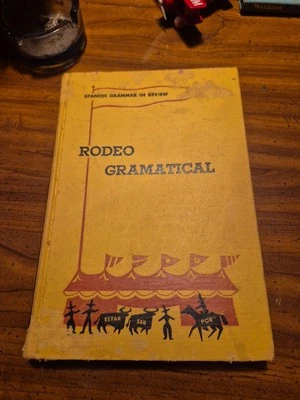 SPANISH GRAMMAR IN REVIEW
RODEO
GRAMATICAL
ESTAR
SER
POR